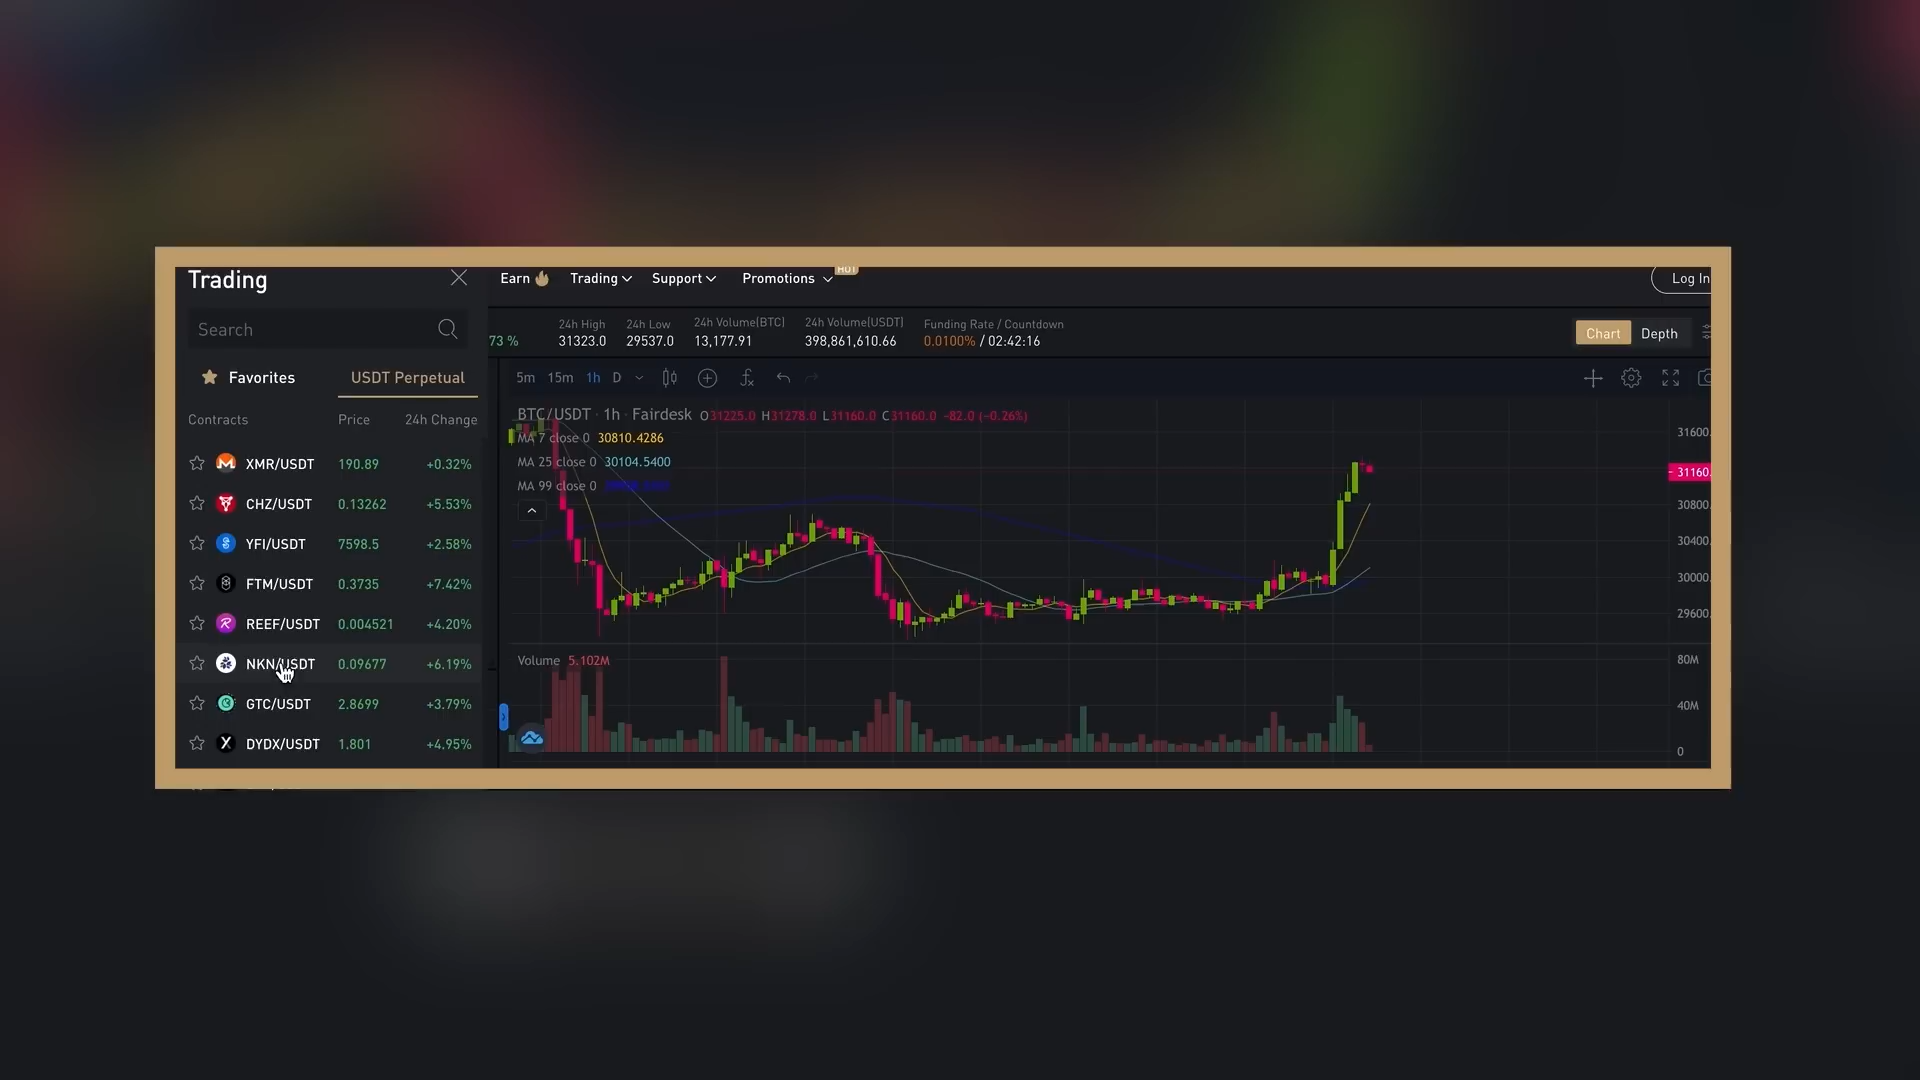 Trading
Earn Trading Support Promotions HOT Log In
Search
73 %
24h High 24h Low 24h Volume(BTC) 24h Volume(USDT) Funding Rate / Countdown
31323.0 29537.0 13,177.91 398,861,610.66 0.0100% / 02:42:16
Chart Depth
Favorites USDT Perpetual
5m 15m 1h D
Contracts Price 24h Change
BTC/USDT · 1h · Fairdesk O31225.0 H31278.0 L31160.0 C31160.0 -82.0 (-0.26%)
MA 7 close 0 30810.4286
MA 25 close 0 30104.5400
MA 99 close 0
XMR/USDT 190.89 +0.32%
CHZ/USDT 0.13262 +5.53%
YFI/USDT 7598.5 +2.58%
FTM/USDT 0.3735 +7.42%
REEF/USDT 0.004521 +4.20%
NKN/USDT 0.09677 +6.19%
GTC/USDT 2.8699 +3.79%
DYDX/USDT 1.801 +4.95%
31600.
31160.
30800.
30400.
30000.
29600.
Volume 5.102M
80M
40M
0